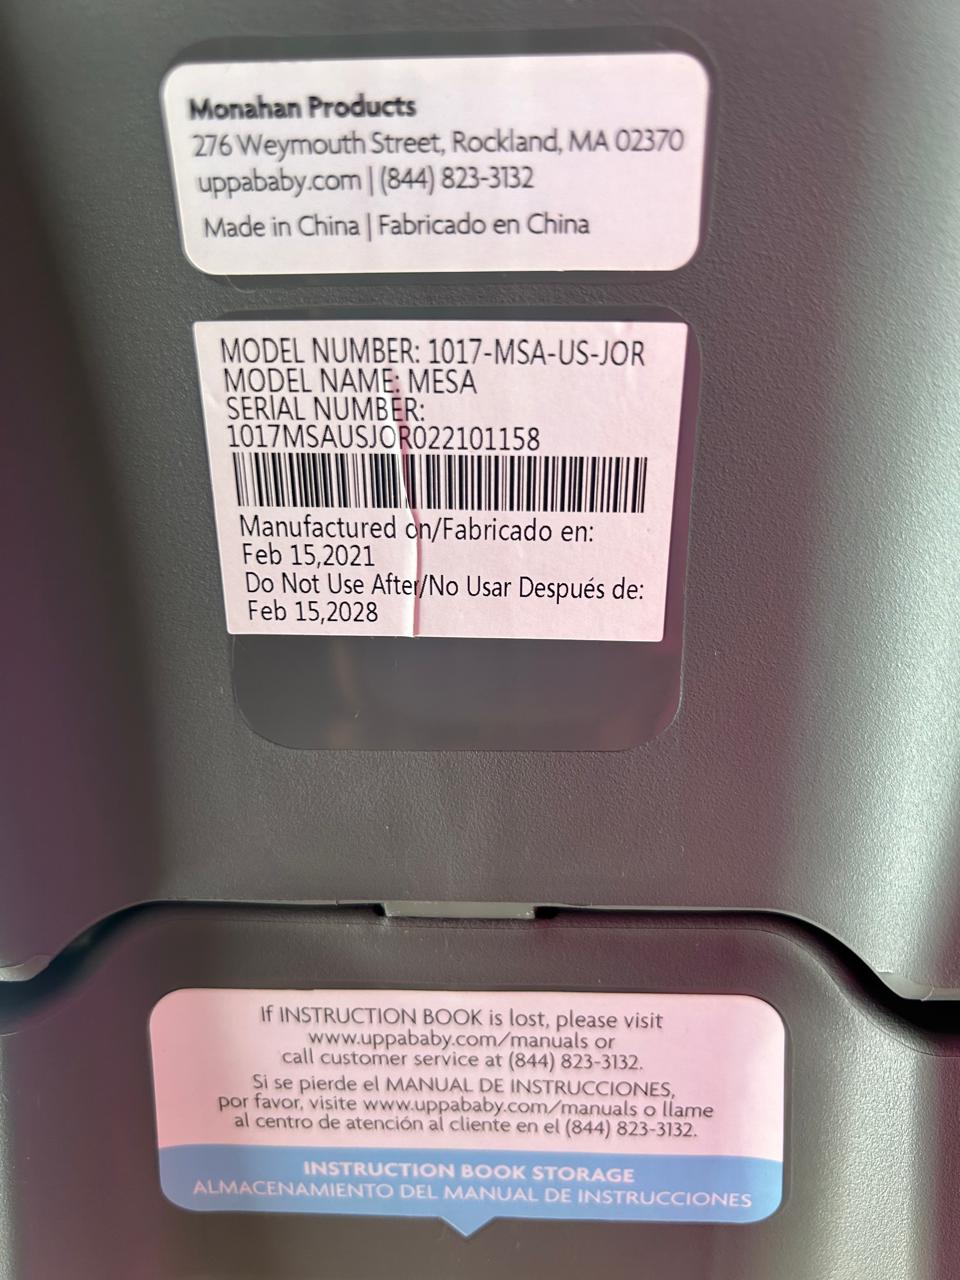 Monahan Products
276 Weymouth Street, Rockland, MA 02370
uppababy.com | (844) 823-3132
Made in China | Fabricado en China
MODEL NUMBER: 1017-MSA-US-JOR
MODEL NAME: MESA
SERIAL NUMBER:
1017MSAUSJOR022101158
Manufactured on/Fabricado en:
Feb 15,2021
Do Not Use After/No Usar Después de:
Feb 15,2028
If INSTRUCTION BOOK is lost, please visit
www.uppababy.com/manuals or
call customer service at (844) 823-3132.
Si se pierde el MANUAL DE INSTRUCCIONES,
por favor, visite www.uppababy.com/manuals o llame
al centro de atención al cliente en el (844) 823-3132.
INSTRUCTION BOOK STORAGE
ALMACENAMIENTO DEL MANUAL DE INSTRUCCIONES